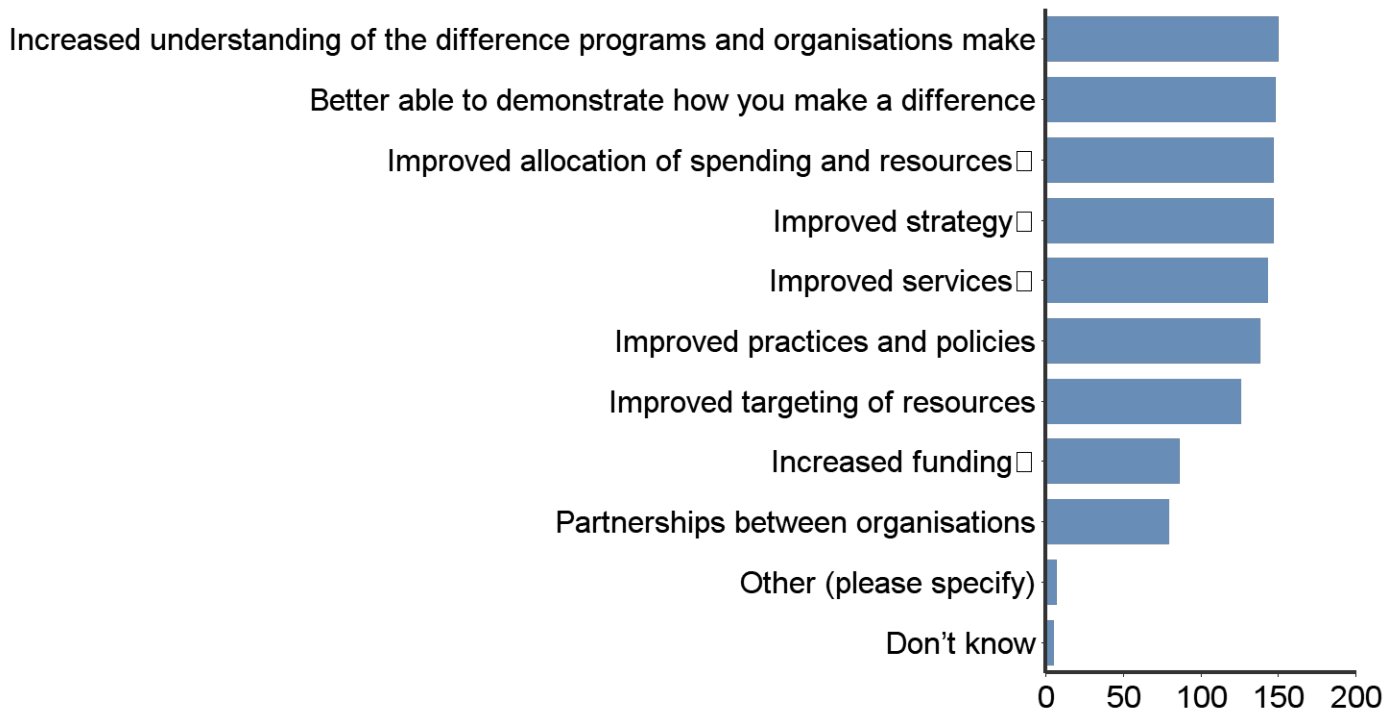 Increased understanding of the difference programs and organisations make
Better able to demonstrate how you make a difference
Improved allocation of spending and resources
Improved strategy
Improved services
Improved practices and policies
Improved targeting of resources
Increased funding
Partnerships between organisations
Other (please specify)
Don’t know
0 50 100 150 200